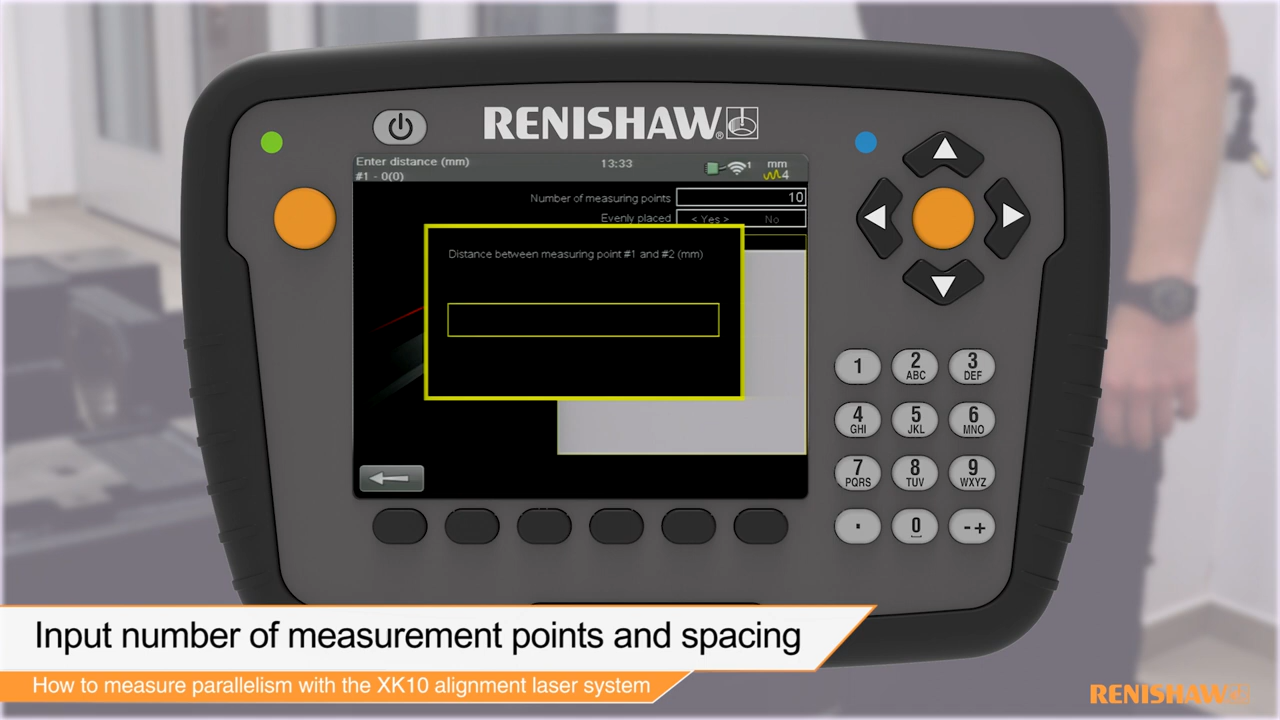 RENISHAW
Enter distance (mm)
13:33
1
mm
#1 - 0(0)
4
Number of measuring points
10
Evenly placed
< Yes >
No
Distance between measuring point #1 and #2 (mm)
1
2
ABC
3
DEF
4
GHI
5
JKL
6
MNO
7
PQRS
8
TUV
9
WXYZ
.
0
-+
Input number of measurement points and spacing
How to measure parallelism with the XK10 alignment laser system
RENISHAW